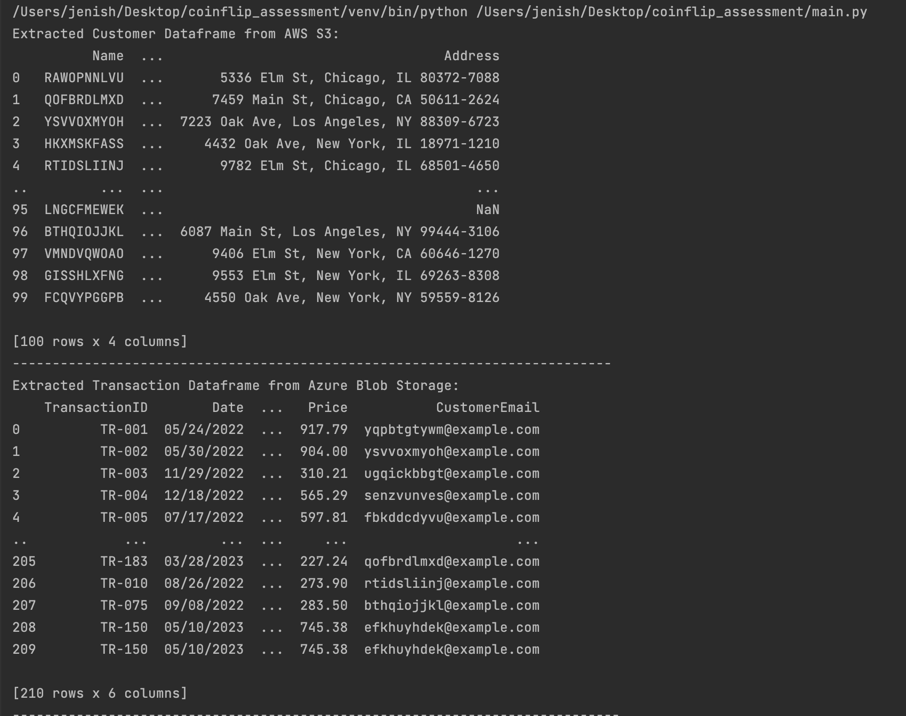 /Users/jenish/Desktop/coinflip_assessment/venv/bin/python /Users/jenish/Desktop/coinflip_assessment/main.py
Extracted Customer Dataframe from AWS S3:
          Name  ...                                   Address
0   RAWOPNNLVU  ...       5336 Elm St, Chicago, IL 80372-7088
1   QOFBRDLMXD  ...      7459 Main St, Chicago, CA 50611-2624
2   YSVVOXMYOH  ...  7223 Oak Ave, Los Angeles, NY 88309-6723
3   HKXMSKFASS  ...     4432 Oak Ave, New York, IL 18971-1210
4   RTIDSLIINJ  ...       9782 Elm St, Chicago, IL 68501-4650
..         ...  ...                                       ...
95  LNGCFMEWEK  ...                                       NaN
96  BTHQIOJJKL  ...  6087 Main St, Los Angeles, NY 99444-3106
97  VMNDVQWOAO  ...      9406 Elm St, New York, CA 60646-1270
98  GISSHLXFNG  ...      9553 Elm St, New York, IL 69263-8308
99  FCQVYPGGPB  ...     4550 Oak Ave, New York, NY 59559-8126
[100 rows x 4 columns]
---------------------------------------------------------------------------
Extracted Transaction Dataframe from Azure Blob Storage:
    TransactionID        Date  ...   Price           CustomerEmail
0          TR-001  05/24/2022  ...  917.79  yqpbtgtywm@example.com
1          TR-002  05/30/2022  ...  904.00  ysvvoxmyoh@example.com
2          TR-003  11/29/2022  ...  310.21  ugqickbbgt@example.com
3          TR-004  12/18/2022  ...  565.29  senzvunves@example.com
4          TR-005  07/17/2022  ...  597.81  fbkddcdyvu@example.com
..            ...         ...  ...     ...                     ...
205        TR-183  03/28/2023  ...  227.24  qofbrdlmxd@example.com
206        TR-010  08/26/2022  ...  273.90  rtidsliinj@example.com
207        TR-075  09/08/2022  ...  283.50  bthqiojjkl@example.com
208        TR-150  05/10/2023  ...  745.38  efkhuyhdek@example.com
209        TR-150  05/10/2023  ...  745.38  efkhuyhdek@example.com
[210 rows x 6 columns]
----------------------------------------------------------------------------